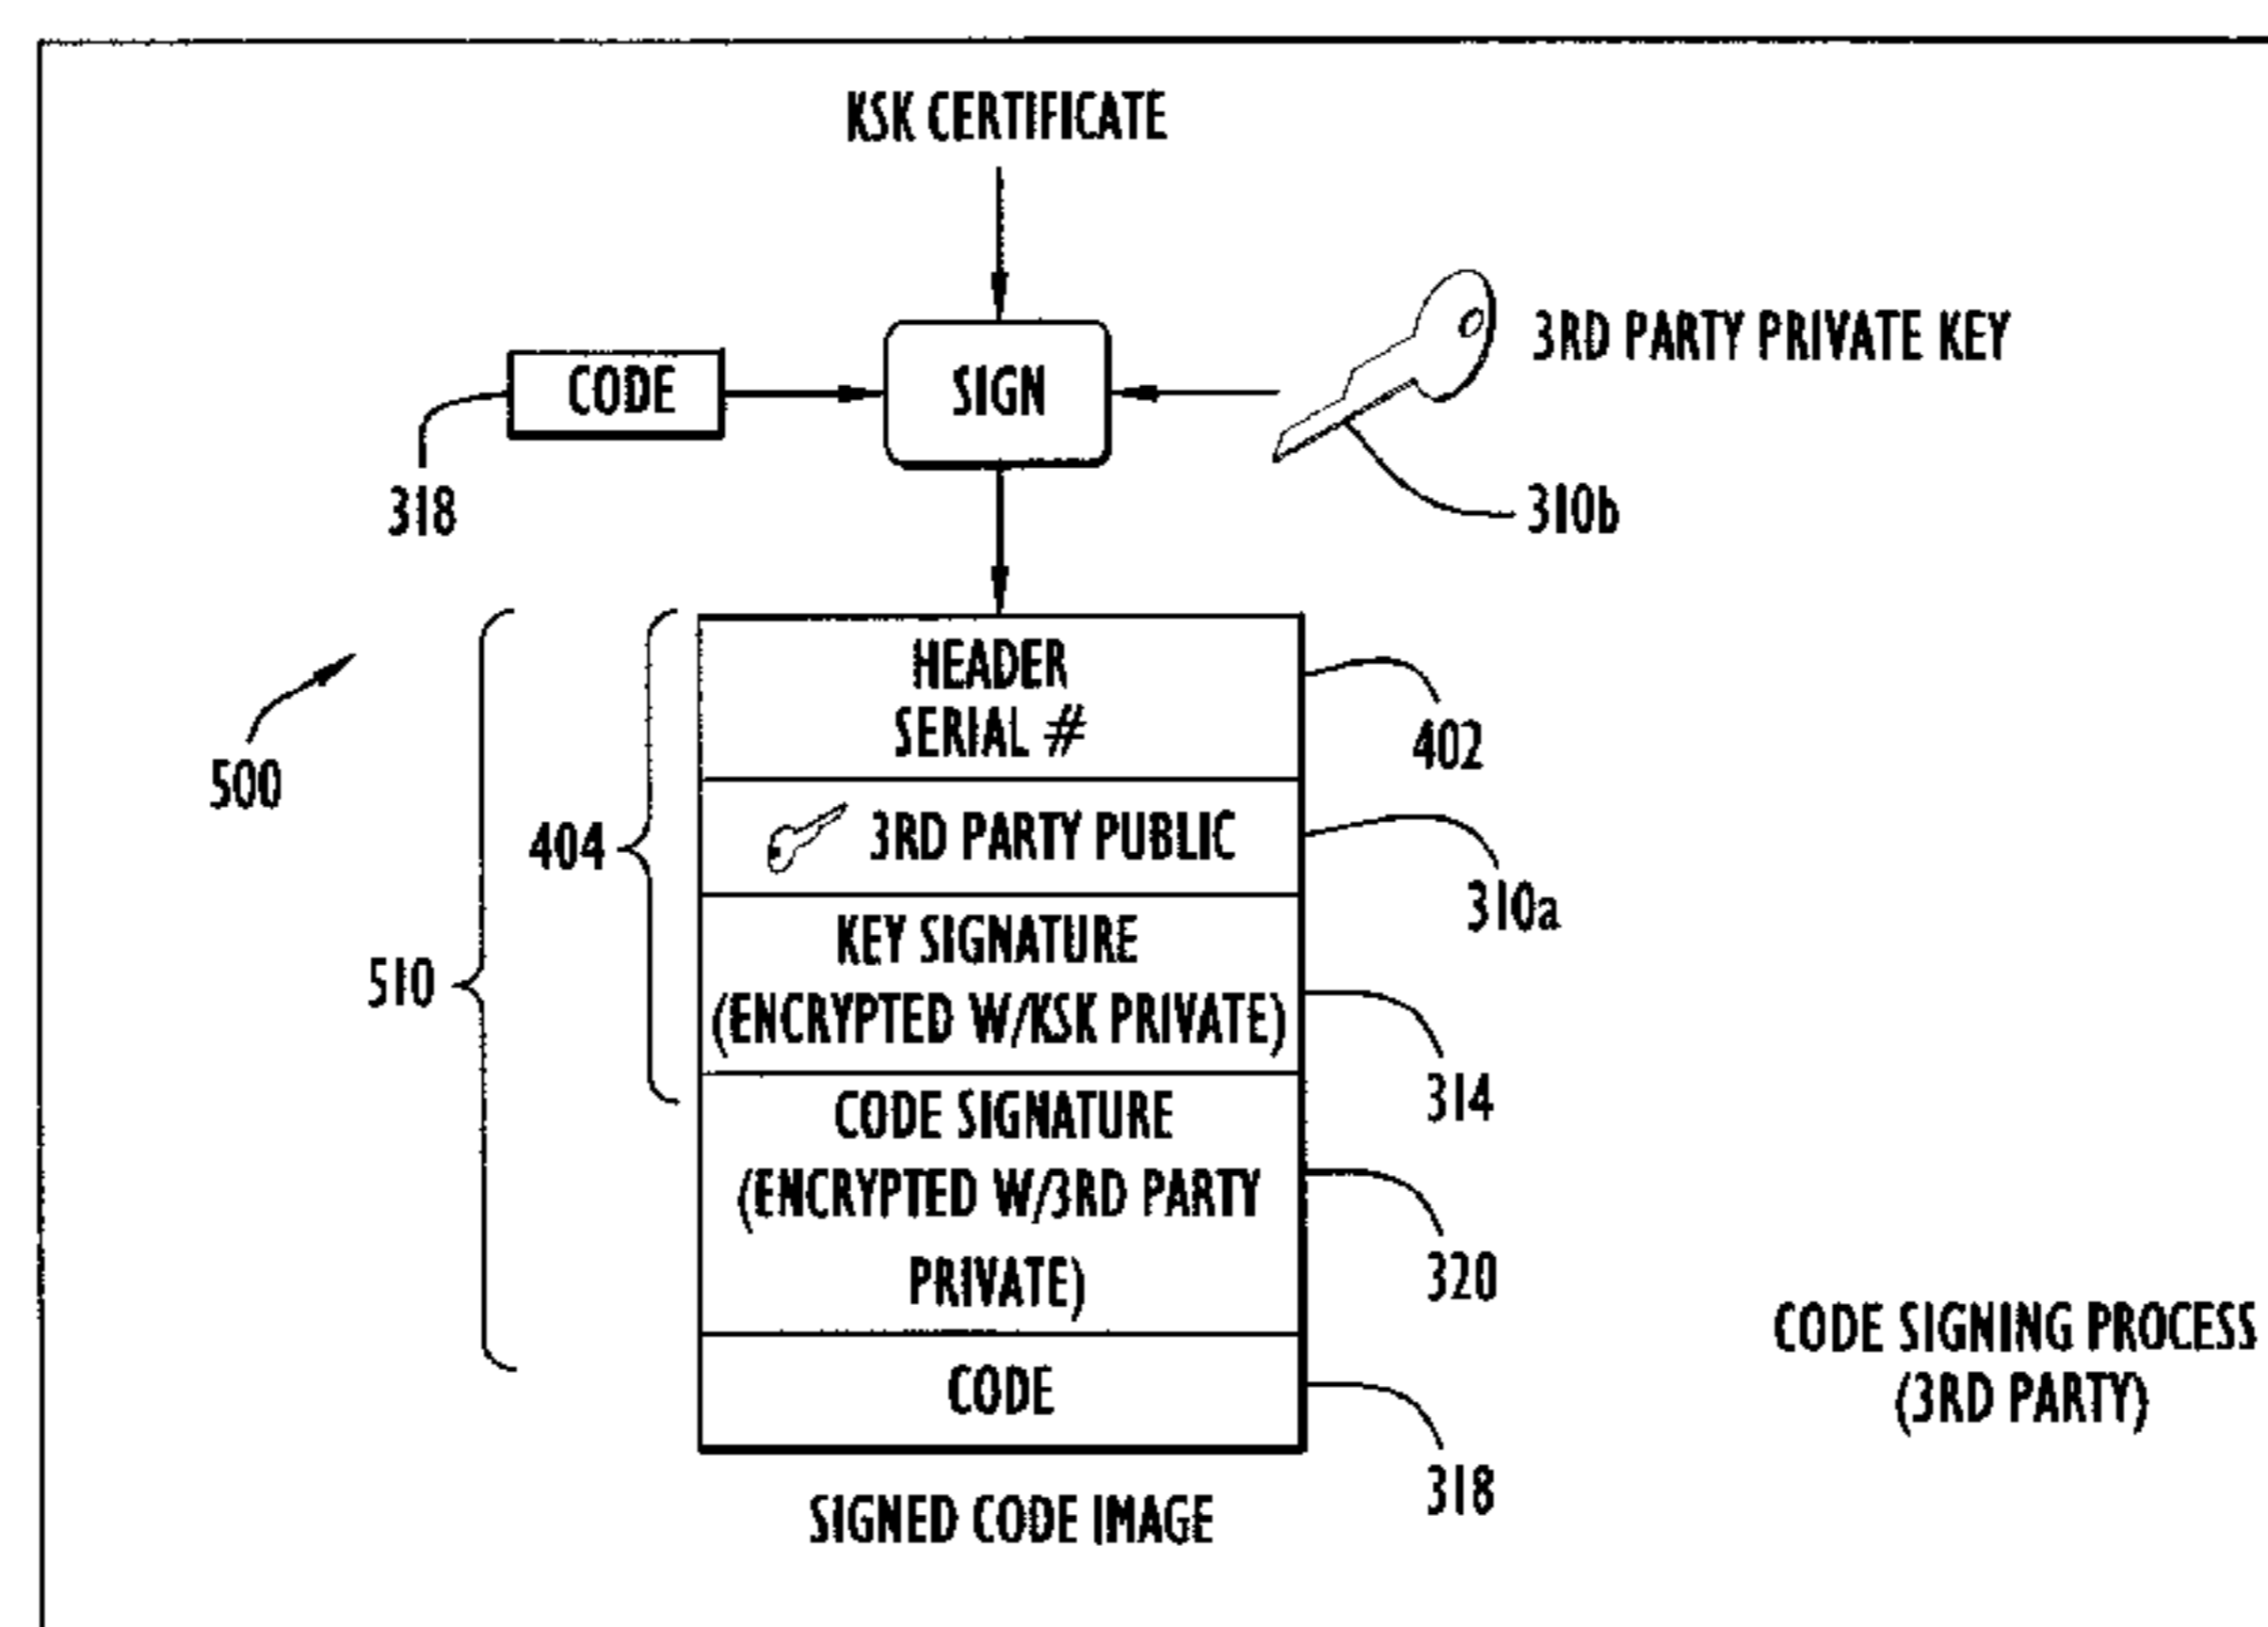 KSK CERTIFICATE
3RD PARTY PRIVATE KEY
CODE
SIGN
318
310b
HEADER
SERIAL #
402
500
404
3RD PARTY PUBLIC
310a
510
KEY SIGNATURE
(ENCRYPTED W/KSK PRIVATE)
314
CODE SIGNATURE
(ENCRYPTED W/3RD PARTY
PRIVATE)
320
CODE SIGNING PROCESS
(3RD PARTY)
CODE
318
SIGNED CODE IMAGE